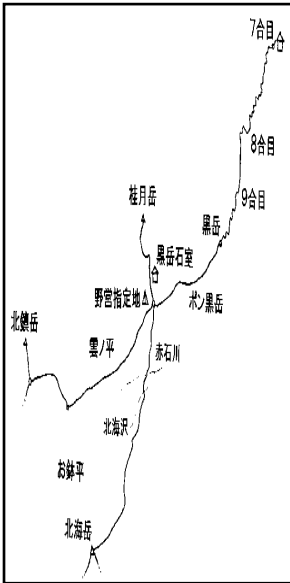 7合目
8合目
9合目
桂月岳
黒岳
黒岳石室
野営指定地
ポン黒岳
北鎮岳
雲ノ平
赤石川
北海沢
お鉢平
北海岳